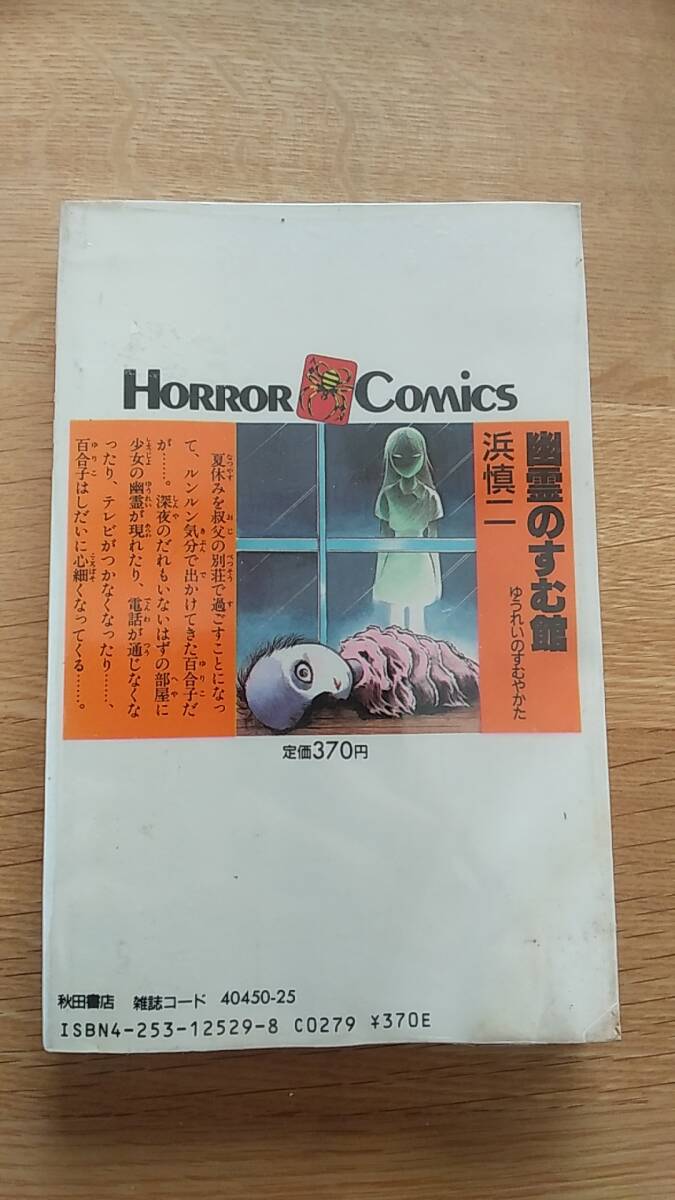 HORROR COMICS
幽霊のすむ館
ゆうれいのすむやかた
浜慎二
夏休みを叔父の別荘で過ごすことになっ
て、ルンルン気分で出かけてきた百合子だ
が……。深夜のだれもいないはずの部屋に
少女の幽霊が現れたり、電話が通じなくな
ったり、テレビがつかなくなったり……、
百合子はしだいに心細くなってくる……。
定価370円
秋田書店 雑誌コード 40450-25
ISBN4-253-12529-8 C0279 ¥370E